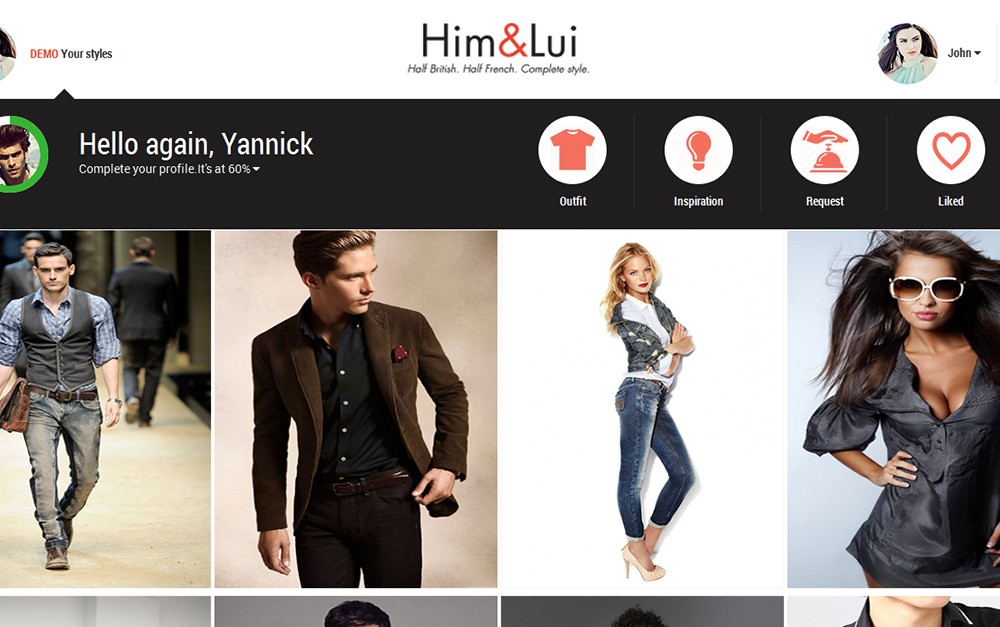 DEMO Your styles
Him&Lui
Half British. Half French. Complete style.
John
Hello again, Yannick
Complete your profile.It's at 60%
Outfit
Inspiration
Request
Liked